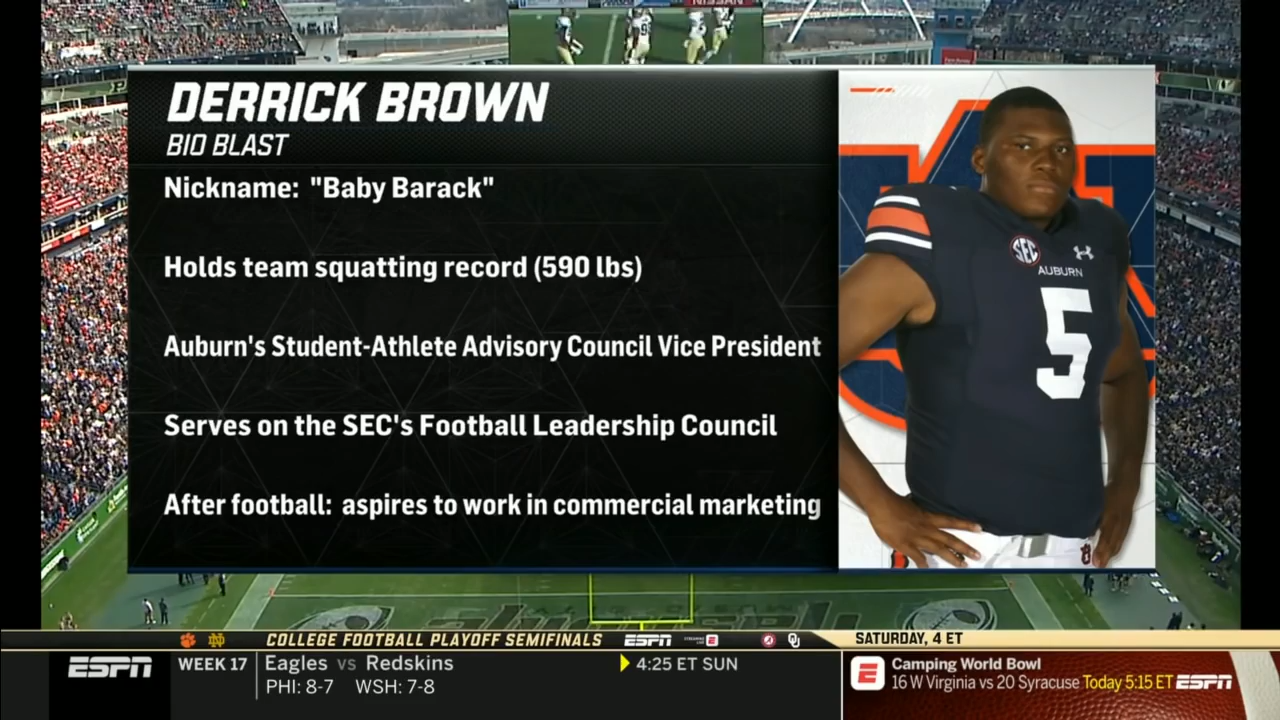 NISSAN
DERRICK BROWN
BIO BLAST
Nickname: "Baby Barack"
Holds team squatting record (590 lbs)
Auburn's Student-Athlete Advisory Council Vice President
Serves on the SEC's Football Leadership Council
After football: aspires to work in commercial marketing
SEC
AUBURN
5
COLLEGE FOOTBALL PLAYOFF SEMIFINALS ESPN
SATURDAY, 4 ET
ESPN
WEEK 17
Eagles vs Redskins
4:25 ET SUN
PHI: 8-7 WSH: 7-8
Camping World Bowl
16 W Virginia vs 20 Syracuse Today 5:15 ET ESPN